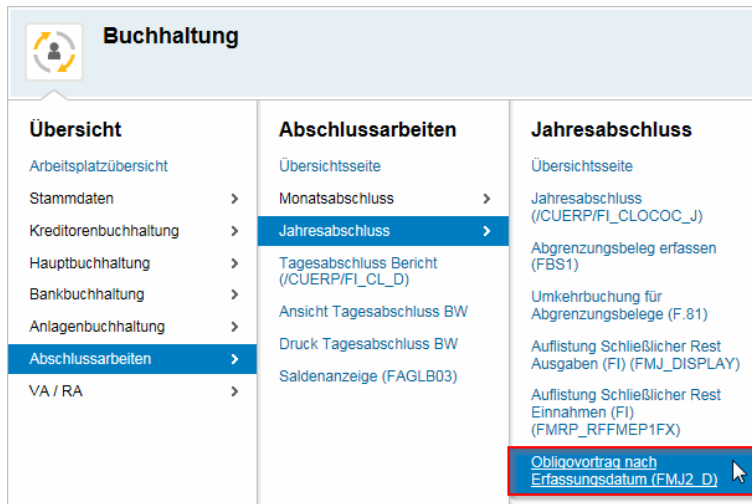 Buchhaltung
Übersicht
Arbeitsplatzübersicht
Stammdaten
Kreditorenbuchhaltung
Hauptbuchhaltung
Bankbuchhaltung
Anlagenbuchhaltung
Abschlussarbeiten
VA / RA
Abschlussarbeiten
Übersichtsseite
Monatsabschluss
Jahresabschluss
Tagesabschluss Bericht
(/CUERP/FI_CL_D)
Ansicht Tagesabschluss BW
Druck Tagesabschluss BW
Saldenanzeige (FAGLB03)
Jahresabschluss
Übersichtsseite
Jahresabschluss
(/CUERP/FI_CLOCOC_J)
Abgrenzungsbeleg erfassen
(FBS1)
Umkehrbuchung für
Abgrenzungsbelege (F.81)
Auflistung Schließlicher Rest
Ausgaben (FI) (FMJ_DISPLAY)
Auflistung Schließlicher Rest
Einnahmen (FI)
(FMRP_RFFMEP1FX)
Obligovortrag nach
Erfassungsdatum (FMJ2_D)